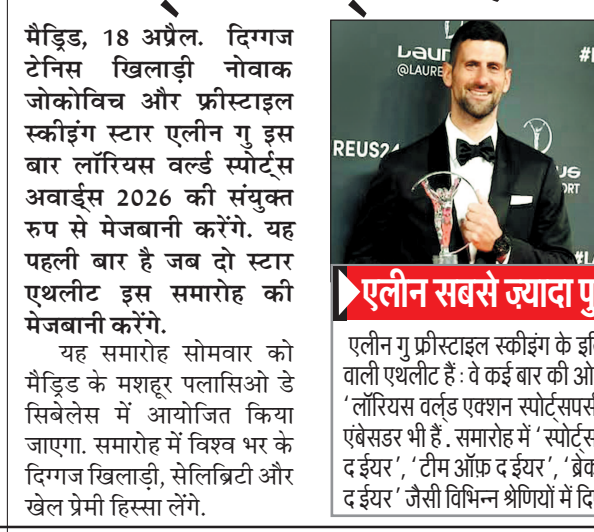 मैड्रिड, 18 अप्रैल. दिग्गज
टेनिस खिलाड़ी नोवाक
जोकोविच और फ्रीस्टाइल
स्कीइंग स्टार एलीन गु इस
बार लॉरियस वर्ल्ड स्पोर्ट्स
अवार्ड्स 2026 की संयुक्त
रुप से मेजबानी करेंगे. यह
पहली बार है जब दो स्टार
एथलीट इस समारोह की
मेजबानी करेंगे.
यह समारोह सोमवार को
मैड्रिड के मशहूर पलासिओ डे
सिबेलेस में आयोजित किया
जाएगा. समारोह में विश्व भर के
दिग्गज खिलाड़ी, सेलिब्रिटी और
खेल प्रेमी हिस्सा लेंगे.
@LAURE
REUS24
एलीन सबसे ज़्यादा
एलीन गु फ्रीस्टाइल स्कीइंग के
वाली एथलीट हैं : वे कई बार की
'लॉरियस वर्ल्ड एक्शन
एंबेसडर भी हैं . समारोह में 'स्पोर्ट्स
द ईयर', 'टीम ऑफ़ द ईयर',
द ईयर' जैसी विभिन्न श्रेणियों में